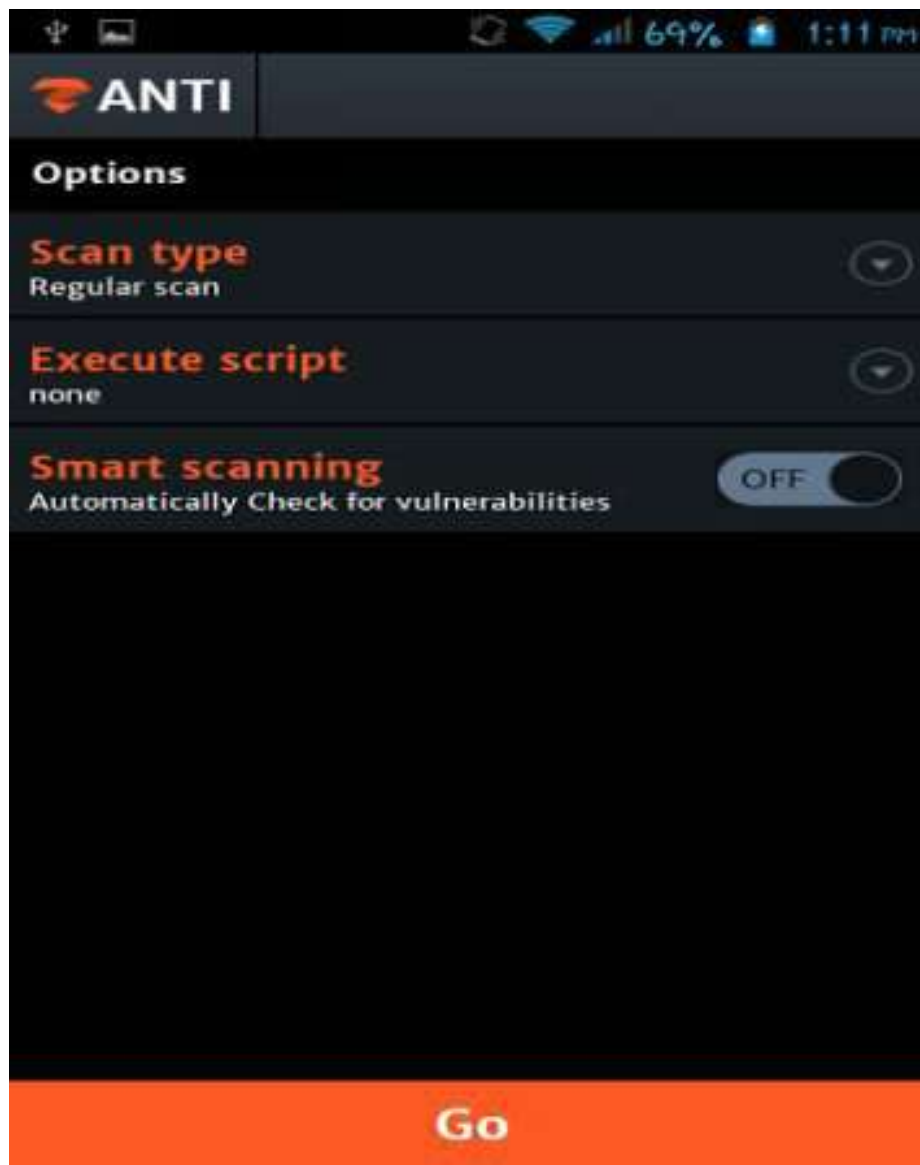 69% 1:11 PM
ANTI
Options
Scan type
Regular scan
Execute script
none
Smart scanning
Automatically Check for vulnerabilities
OFF
Go